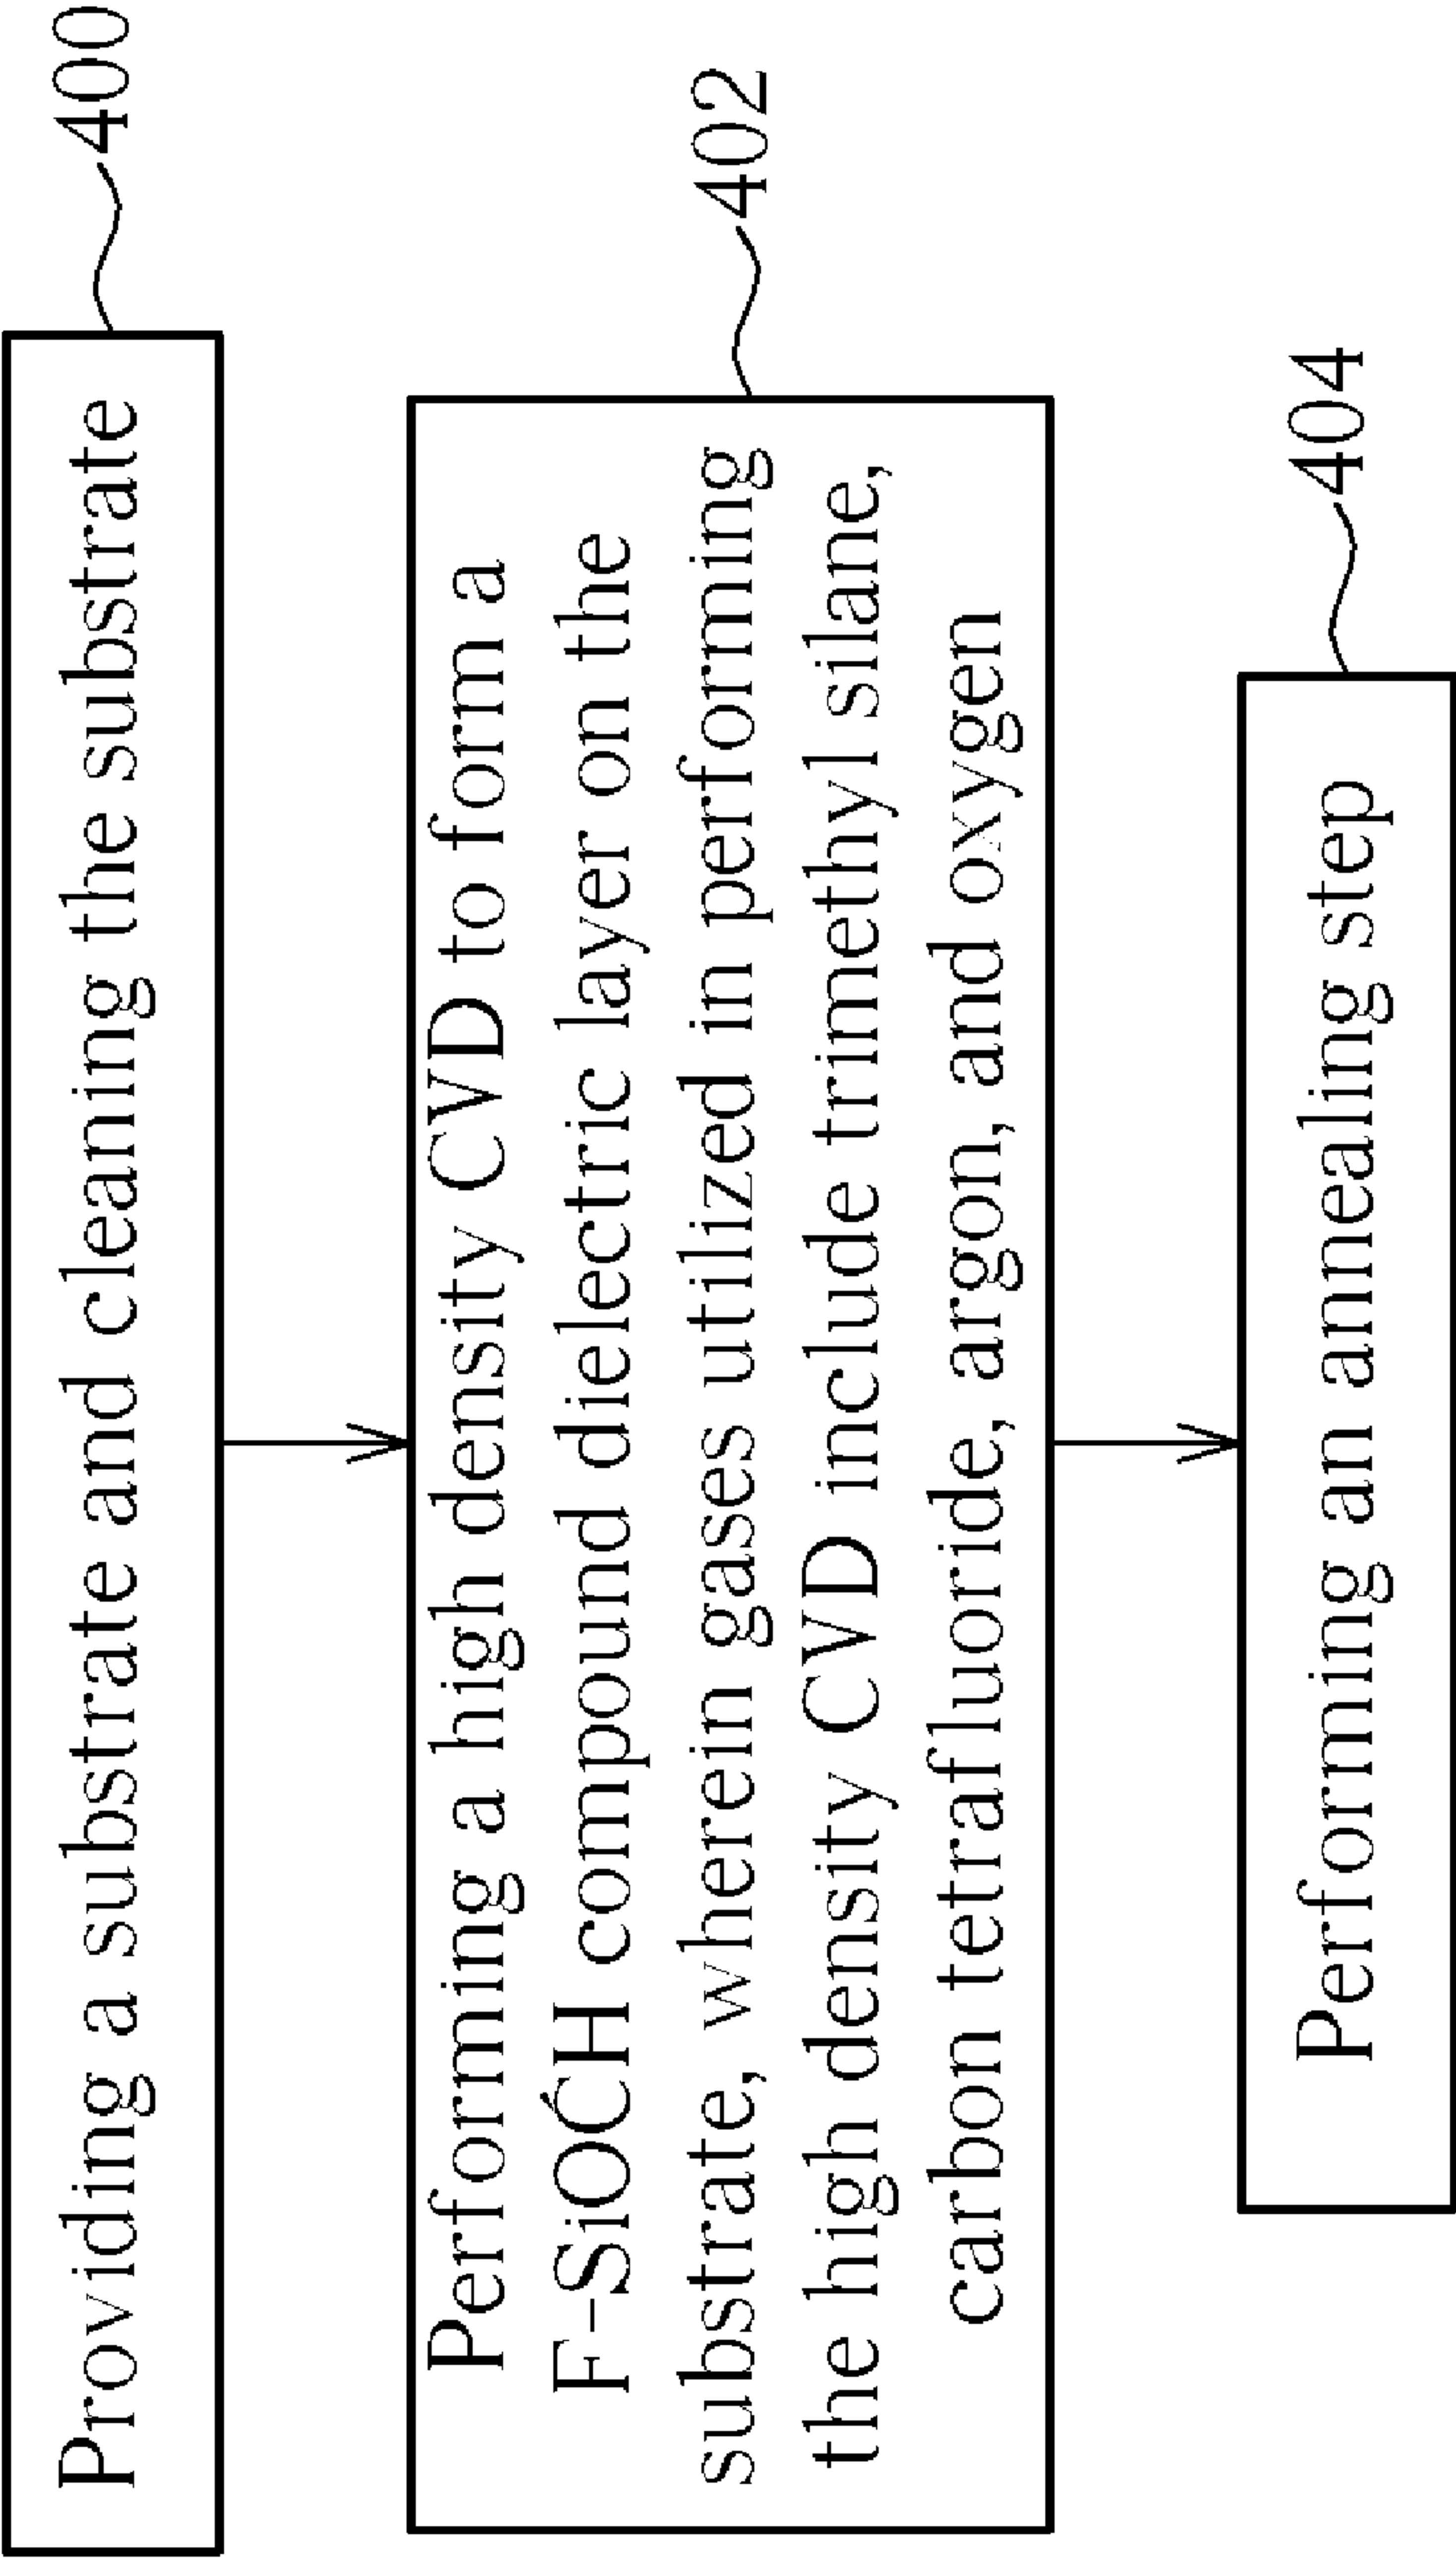 Providing a substrate and cleaning the substrate
400
Performing a high density CVD to form a
F-SiOĆH compound dielectric layer on the
substrate, wherein gases utilized in performing
the high density CVD include trimethyl silane,
carbon tetrafluoride, argon, and oxygen
402
Performing an annealing step
404